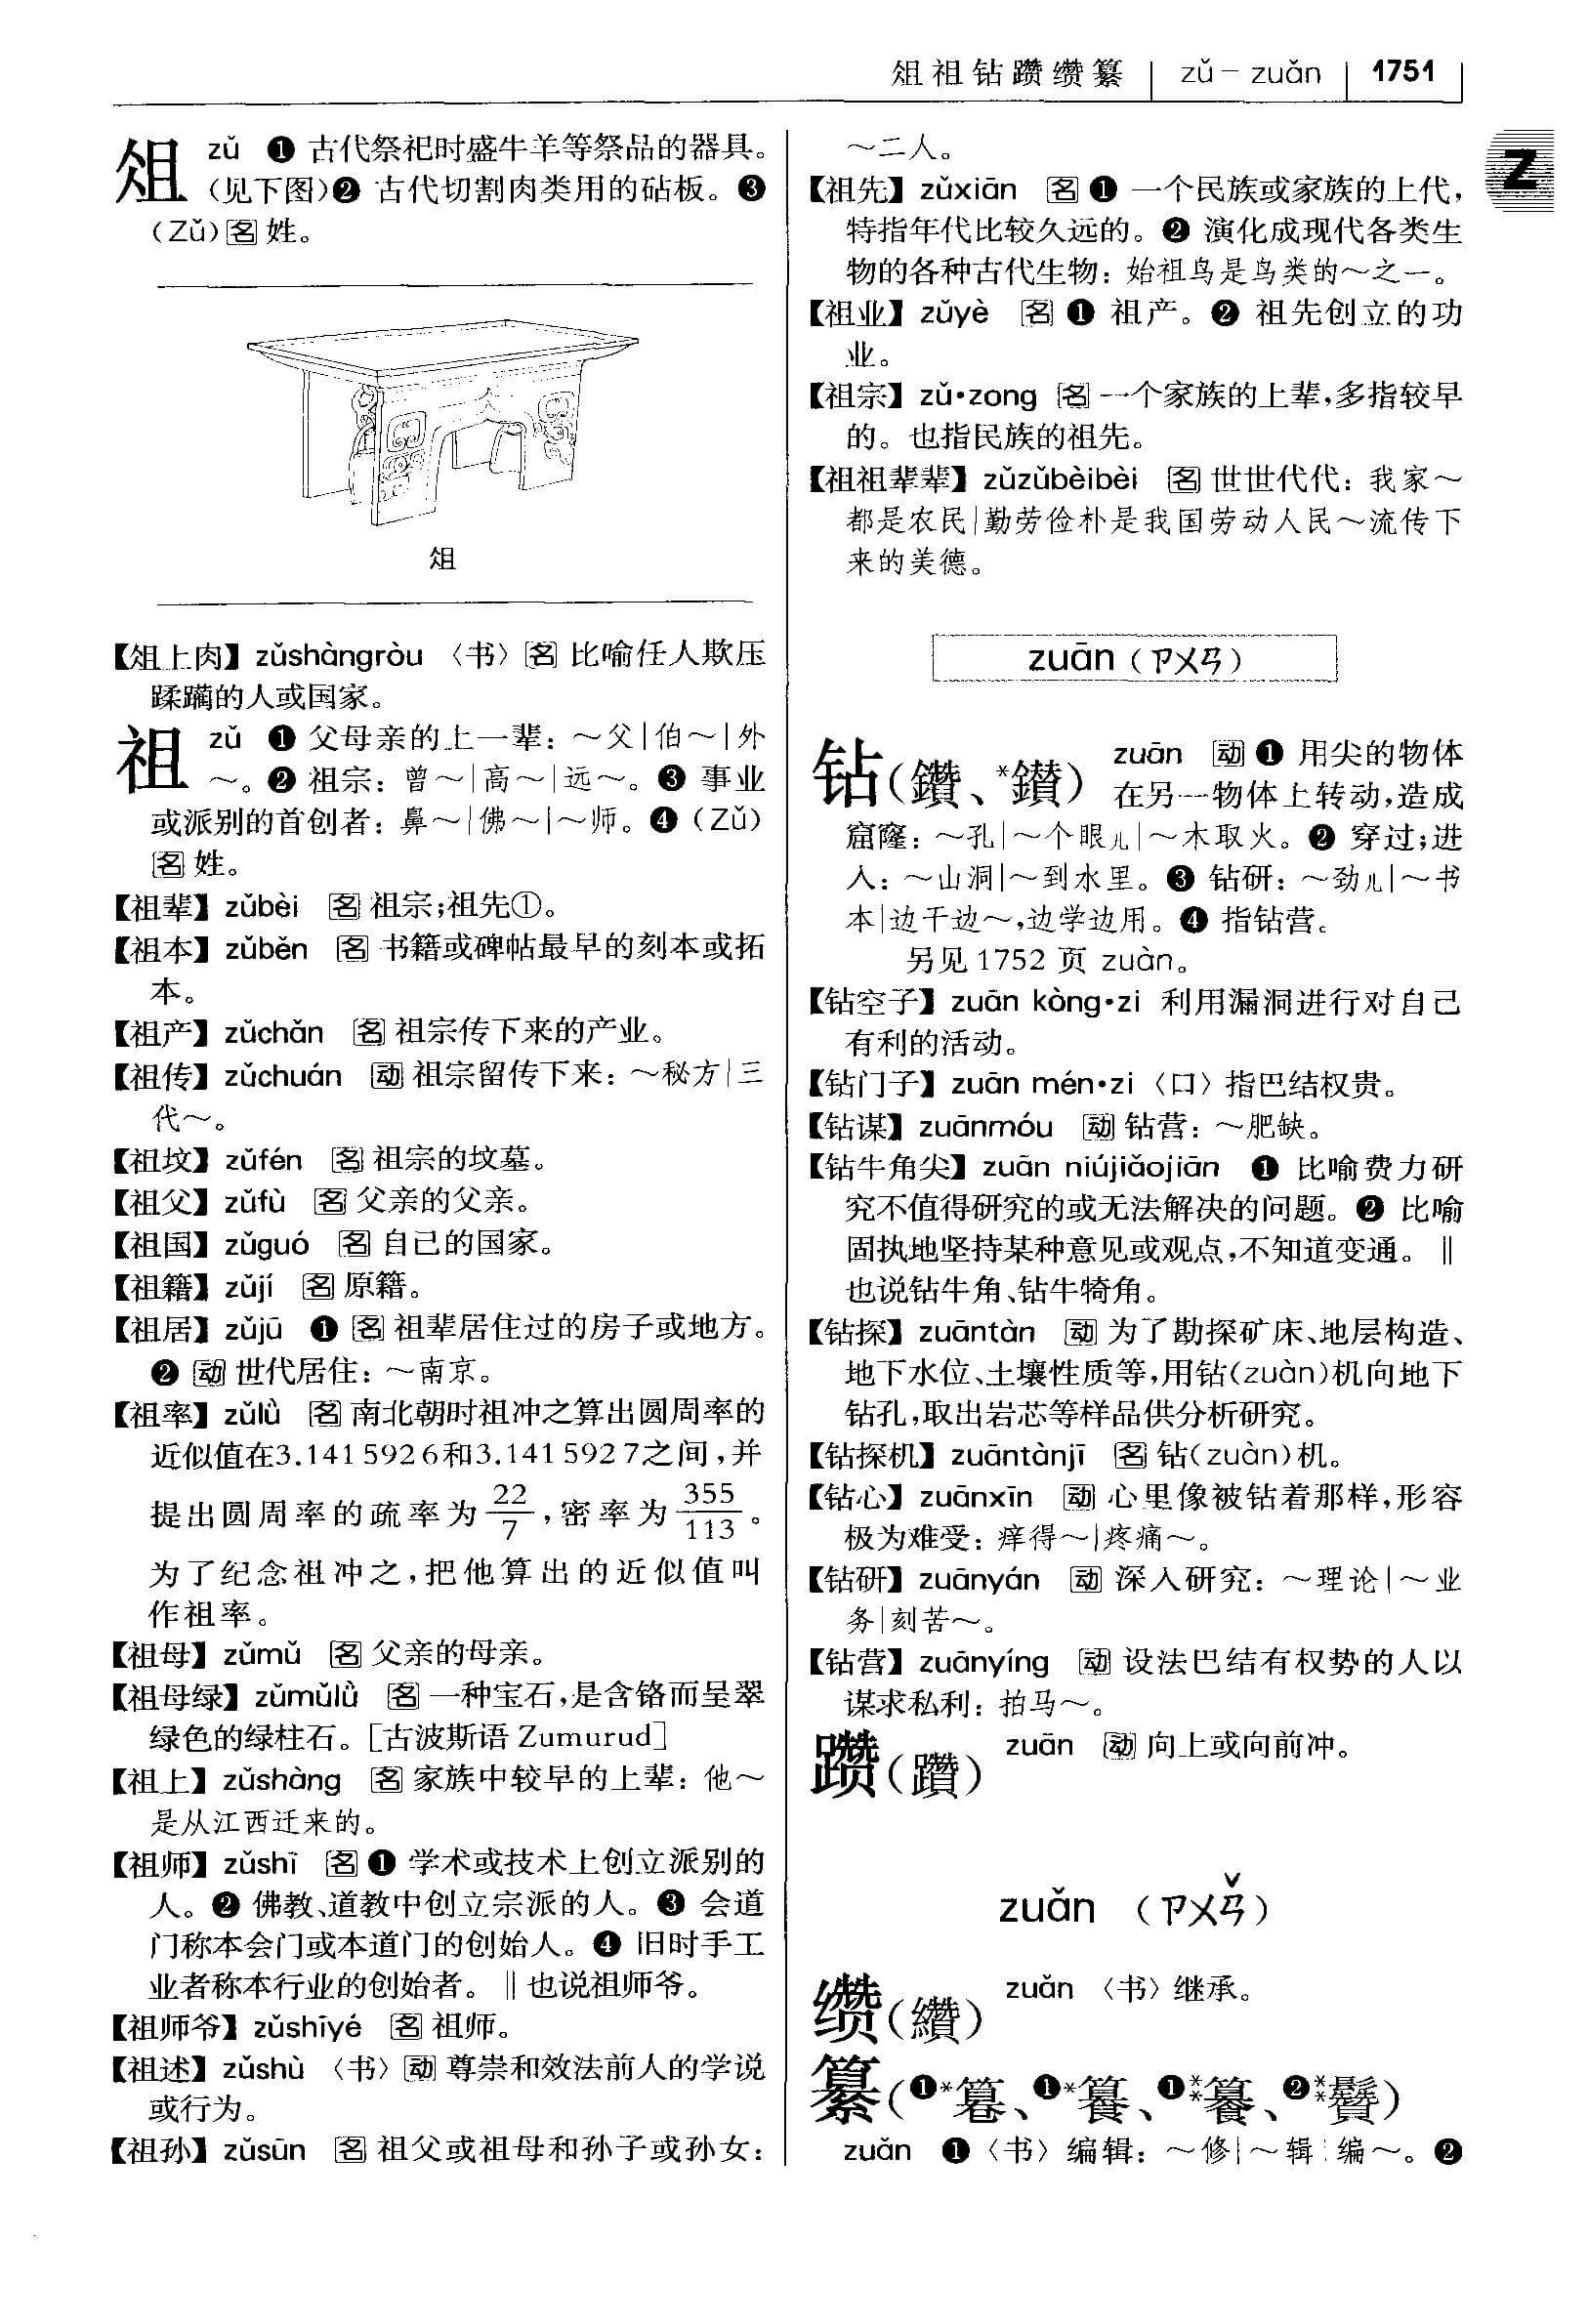 俎祖钻躜缵纂 | zǔ－zuǎn | 1751
Z
俎 zǔ ❶ 古代祭祀时盛牛羊等祭品的器具。
（见下图）❷ 古代切割肉类用的砧板。❸
（Zǔ）名 姓。
俎
【俎上肉】zǔshàngròu 〈书〉名 比喻任人欺压
蹂躏的人或国家。
祖 zǔ ❶ 父母亲的上一辈：～父｜伯～｜外
～。❷ 祖宗：曾～｜高～｜远～。❸ 事业
或派别的首创者：鼻～｜佛～｜～师。❹（Zǔ）
名 姓。
【祖辈】zǔbèi 名 祖宗；祖先①。
【祖本】zǔběn 名 书籍或碑帖最早的刻本或拓
本。
【祖产】zǔchǎn 名 祖宗传下来的产业。
【祖传】zǔchuán 动 祖宗留传下来：～秘方｜三
代～。
【祖坟】zǔfén 名 祖宗的坟墓。
【祖父】zǔfù 名 父亲的父亲。
【祖国】zǔguó 名 自己的国家。
【祖籍】zǔjí 名 原籍。
【祖居】zǔjū ❶ 名 祖辈居住过的房子或地方。
❷ 动 世代居住：～南京。
【祖率】zǔlǜ 名 南北朝时祖冲之算出圆周率的
近似值在3.141 592 6和3.141 592 7之间，并
提出圆周率的疏率为22/7，密率为355/113。
为了纪念祖冲之，把他算出的近似值叫
作祖率。
【祖母】zǔmǔ 名 父亲的母亲。
【祖母绿】zǔmǔlǜ 名 一种宝石，是含铬而呈翠
绿色的绿柱石。［古波斯语 Zumurud］
【祖上】zǔshàng 名 家族中较早的上辈：他～
是从江西迁来的。
【祖师】zǔshī 名 ❶ 学术或技术上创立派别的
人。❷ 佛教、道教中创立宗派的人。❸ 会道
门称本会门或本道门的创始人。❹ 旧时手工
业者称本行业的创始者。‖也说祖师爷。
【祖师爷】zǔshīyé 名 祖师。
【祖述】zǔshù 〈书〉动 尊崇和效法前人的学说
或行为。
【祖孙】zǔsūn 名 祖父或祖母和孙子或孙女：
～二人。
【祖先】zǔxiān 名 ❶ 一个民族或家族的上代，
特指年代比较久远的。❷ 演化成现代各类生
物的各种古代生物：始祖鸟是鸟类的～之一。
【祖业】zǔyè 名 ❶ 祖产。❷ 祖先创立的功
业。
【祖宗】zǔ•zong 名 一个家族的上辈，多指较早
的。也指民族的祖先。
【祖祖辈辈】zǔzǔbèibèi 名 世世代代：我家～
都是农民｜勤劳俭朴是我国劳动人民～流传下
来的美德。
zuān（ㄗㄨㄢ）
钻（鑽、*鑚） zuān 动 ❶ 用尖的物体
在另一物体上转动，造成
窟窿：～孔｜～个眼儿｜～木取火。❷ 穿过；进
入：～山洞｜～到水里。❸ 钻研：～劲儿｜～书
本｜边干边～，边学边用。❹ 指钻营。
另见 1752 页 zuàn。
【钻空子】zuān kòng•zi 利用漏洞进行对自己
有利的活动。
【钻门子】zuān mén•zi 〈口〉指巴结权贵。
【钻谋】zuānmóu 动 钻营：～肥缺。
【钻牛角尖】zuān niújiǎojiān ❶ 比喻费力研
究不值得研究的或无法解决的问题。❷ 比喻
固执地坚持某种意见或观点，不知道变通。‖
也说钻牛角、钻牛犄角。
【钻探】zuāntàn 动 为了勘探矿床、地层构造、
地下水位、土壤性质等，用钻（zuàn）机向地下
钻孔，取出岩芯等样品供分析研究。
【钻探机】zuāntànjī 名 钻（zuàn）机。
【钻心】zuānxīn 动 心里像被钻着那样，形容
极为难受：痒得～｜疼痛～。
【钻研】zuānyán 动 深入研究：～理论｜～业
务｜刻苦～。
【钻营】zuānyíng 动 设法巴结有权势的人以
谋求私利：拍马～。
躜（躦） zuān 动 向上或向前冲。
zuǎn （ㄗㄨㄢˇ）
缵（纘） zuǎn 〈书〉继承。
纂（❶*篹、❶*籑、❶**䉵、❷**鬢）
zuǎn ❶〈书〉编辑：～修｜～辑｜编～。❷